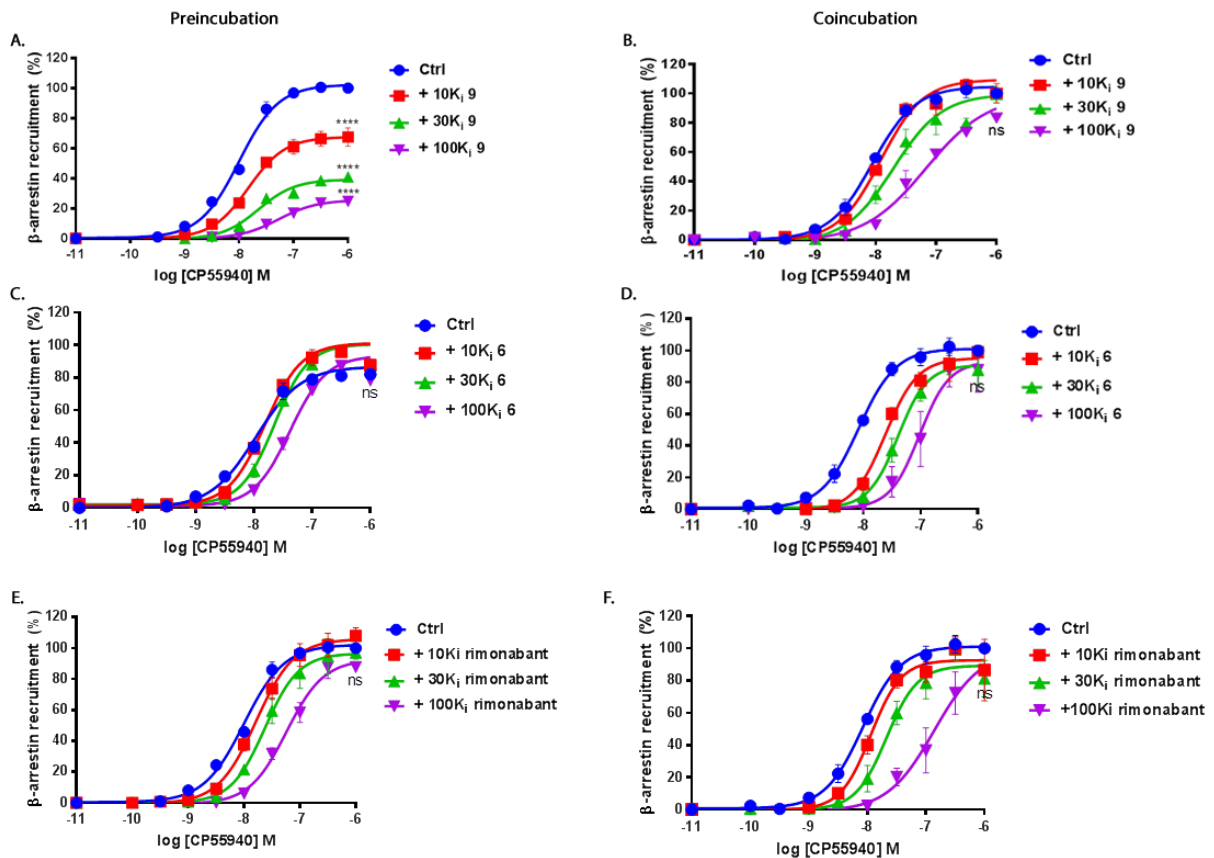 Preincubation
Coincubation
A.
β-arrestin recruitment (%)
120
100
80
60
40
20
0
-11
-10
-9
-8
-7
-6
log [CP55940] M
****
****
****
Ctrl
+ 10Ki 9
+ 30Ki 9
+ 100Ki 9
B.
β-arrestin recruitment (%)
120
100
80
60
40
20
0
-11
-10
-9
-8
-7
-6
log [CP55940] M
ns
Ctrl
+ 10Ki 9
+ 30Ki 9
+ 100Ki 9
C.
β-arrestin recruitment (%)
120
100
80
60
40
20
0
-11
-10
-9
-8
-7
-6
log [CP55940] M
ns
Ctrl
+ 10Ki 6
+ 30Ki 6
+ 100Ki 6
D.
β-arrestin recruitment (%)
120
100
80
60
40
20
0
-11
-10
-9
-8
-7
-6
log [CP55940] M
ns
Ctrl
+ 10Ki 6
+ 30Ki 6
+ 100Ki 6
E.
β-arrestin recruitment (%)
120
100
80
60
40
20
0
-11
-10
-9
-8
-7
-6
log [CP55940] M
ns
Ctrl
+ 10Ki rimonabant
+ 30Ki rimonabant
+ 100Ki rimonabant
F.
β-arrestin recruitment (%)
120
100
80
60
40
20
0
-11
-10
-9
-8
-7
-6
log [CP55940] M
ns
Ctrl
+ 10Ki rimonabant
+ 30Ki rimonabant
+100Ki rimonabant